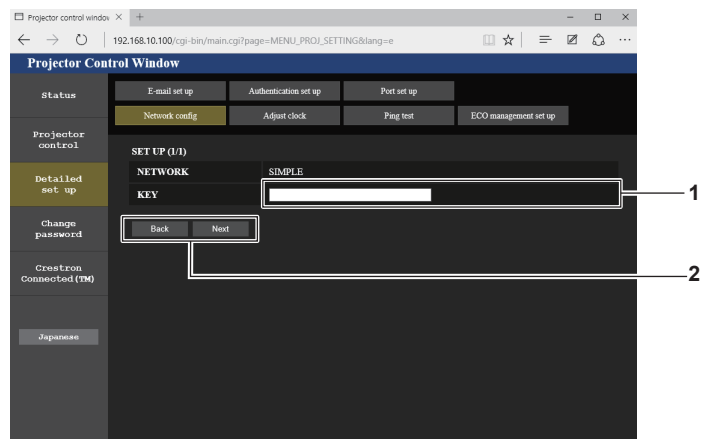 Projector control windov
192.168.10.100/cgi-bin/main.cgi?page=MENU_PROJ_SETTING&lang=e
Projector Control Window
Status
Projector
control
Detailed
set up
Change
password
Crestron
Connected(TM)
Japanese
E-mail set up
Authentication set up
Port set up
Network config
Adjust clock
Ping test
ECO management set up
SET UP (1/1)
NETWORK SIMPLE
KEY
Back Next
1
2